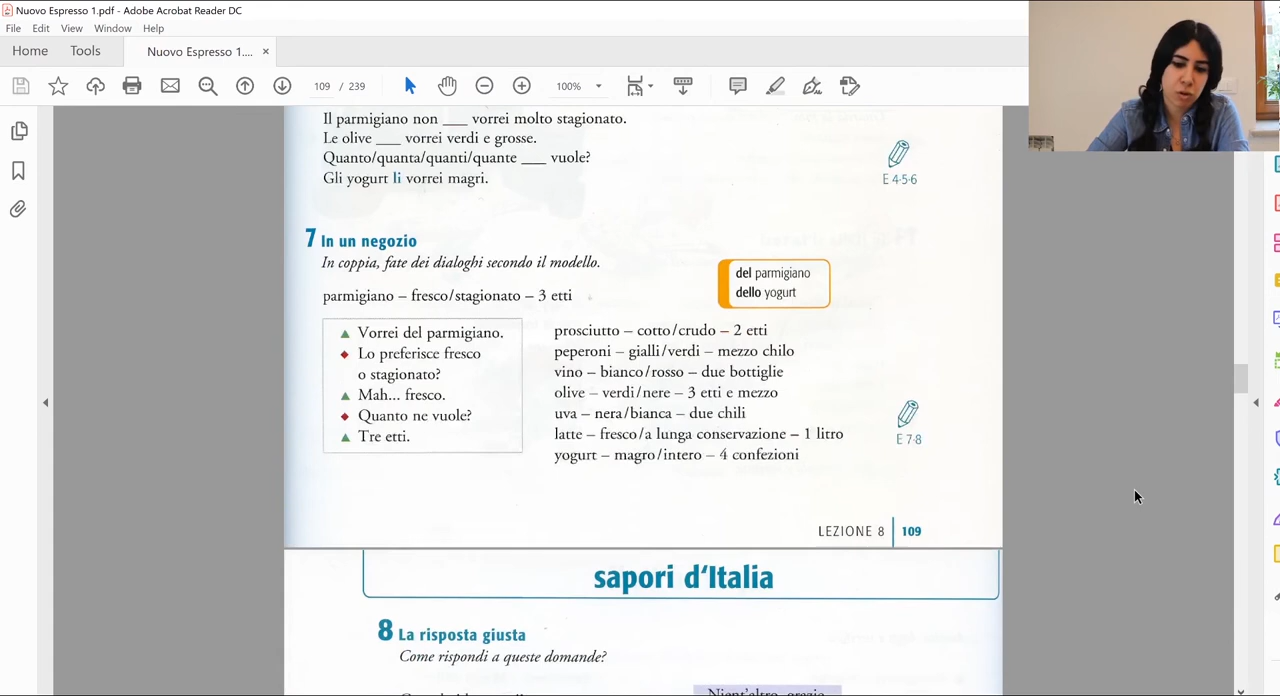 Nuovo Espresso 1.pdf - Adobe Acrobat Reader DC
File Edit View Window Help
Home Tools Nuovo Espresso 1.... ×
109 / 239 100%
Il parmigiano non ___ vorrei molto stagionato.
Le olive ___ vorrei verdi e grosse.
Quanto/quanta/quanti/quante ___ vuole?
Gli yogurt li vorrei magri.
E 4·5·6
7 In un negozio
In coppia, fate dei dialoghi secondo il modello.
del parmigiano
dello yogurt
parmigiano – fresco/stagionato – 3 etti
Vorrei del parmigiano.
Lo preferisce fresco
o stagionato?
Mah... fresco.
Quanto ne vuole?
Tre etti.
prosciutto – cotto/crudo – 2 etti
peperoni – gialli/verdi – mezzo chilo
vino – bianco/rosso – due bottiglie
olive – verdi/nere – 3 etti e mezzo
uva – nera/bianca – due chili
latte – fresco/a lunga conservazione – 1 litro
yogurt – magro/intero – 4 confezioni
E 7·8
LEZIONE 8 109
sapori d'Italia
8 La risposta giusta
Come rispondi a queste domande?
Nient'altro, grazie